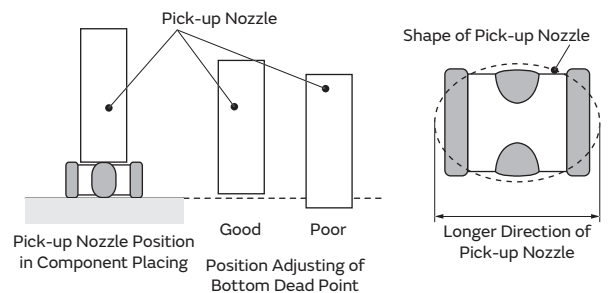 Pick-up Nozzle
Shape of Pick-up Nozzle
Good
Poor
Pick-up Nozzle Position
in Component Placing
Position Adjusting of
Bottom Dead Point
Longer Direction of
Pick-up Nozzle